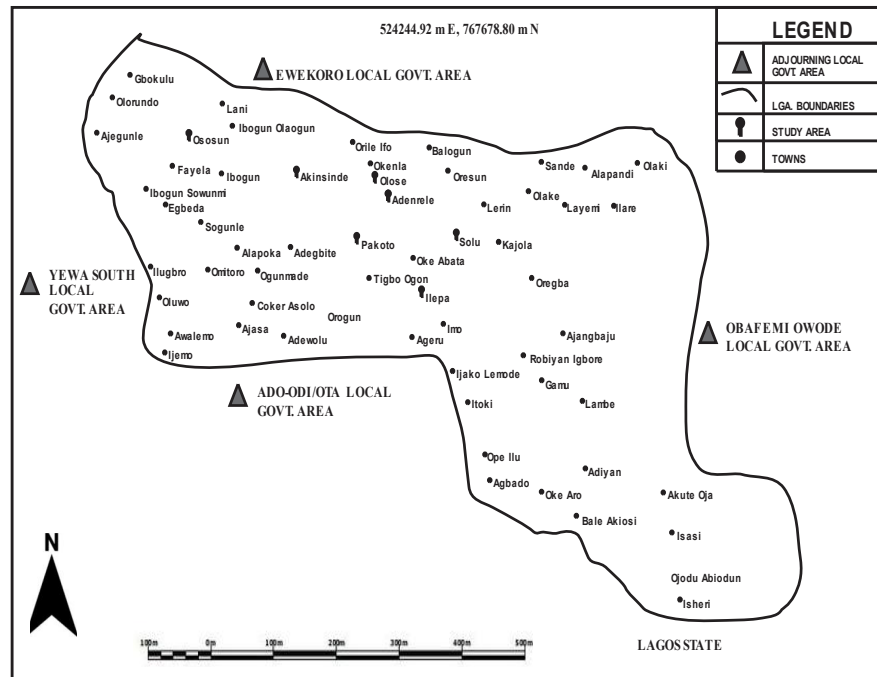 524244.92 m E, 767678.80 m N
LEGEND
ADJOURNING LOCAL
GOVT. AREA
LGA. BOUNDARIES
STUDY AREA
TOWNS
EWEKORO LOCAL GOVT. AREA
Gbokulu
Olorundo
Lani
Ajegunle
Ososun
Ibogun Olaogun
Orile Ifo
Balogun
Fayela
Ibogun
Akinsinde
Okenla
Olose
Oresun
Sande
Alapandi
Olaki
Ibogun Sowunmi
Egbeda
Adenrele
Lerin
Olake
Layemi
Ilare
Sogunle
Alapoka
Adegbite
Pakoto
Solu
Kajola
Oke Abata
Ilugbro
Omitoro
Ogunmade
Tigbo Ogon
Oregba
YEWA SOUTH
LOCAL
GOVT. AREA
Oluwo
Coker Asolo
Ilepa
Orogun
Awalemo
Ajasa
Adewolu
Ageru
Imo
Ajangbaju
OBAFEMI OWODE
LOCAL GOVT. AREA
Ijemo
Robiyan Igbore
Ijako Lemode
Gamu
ADO-ODI/OTA LOCAL
GOVT. AREA
Itoki
Lambe
Ope Ilu
Agbado
Adiyan
Oke Aro
Akute Oja
Bale Akiosi
Isasi
Ojodu Abiodun
Isheri
N
100m 0m 100m 200m 300m 400m 500m
LAGOS STATE